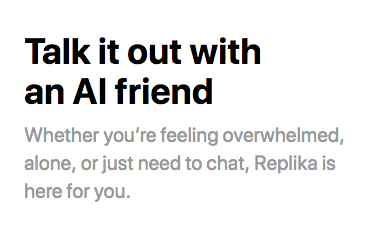 Talk it out with
an AI friend
Whether you’re feeling overwhelmed,
alone, or just need to chat, Replika is
here for you.